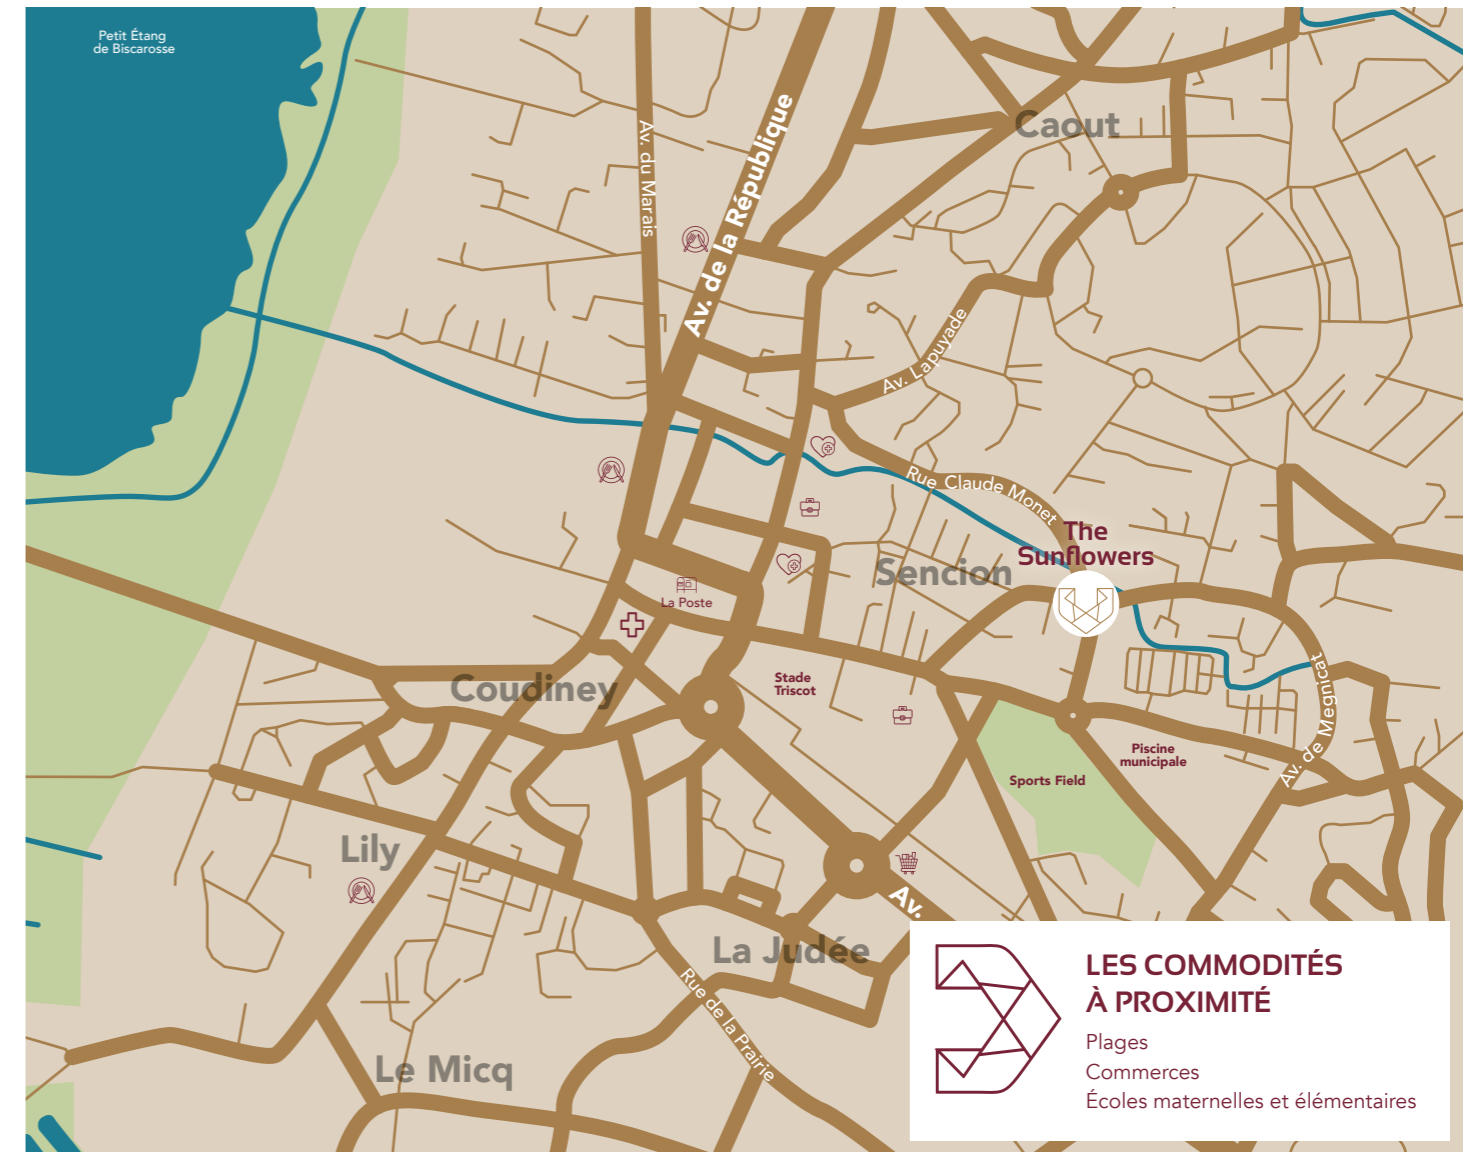 Petit Étang
de Biscarosse
Av. du Marais
Av. de la République
Caout
Av. Lapuyade
Rue Claude Monet
The
Sunflowers
Sencion
La Poste
Stade
Triscot
Coudiney
Av. de Megnicat
Piscine
municipale
Sports Field
Lily
Av.
La Judée
Rue de la Prairie
Le Micq
LES COMMODITÉS
À PROXIMITÉ
Plages
Commerces
Écoles maternelles et élémentaires